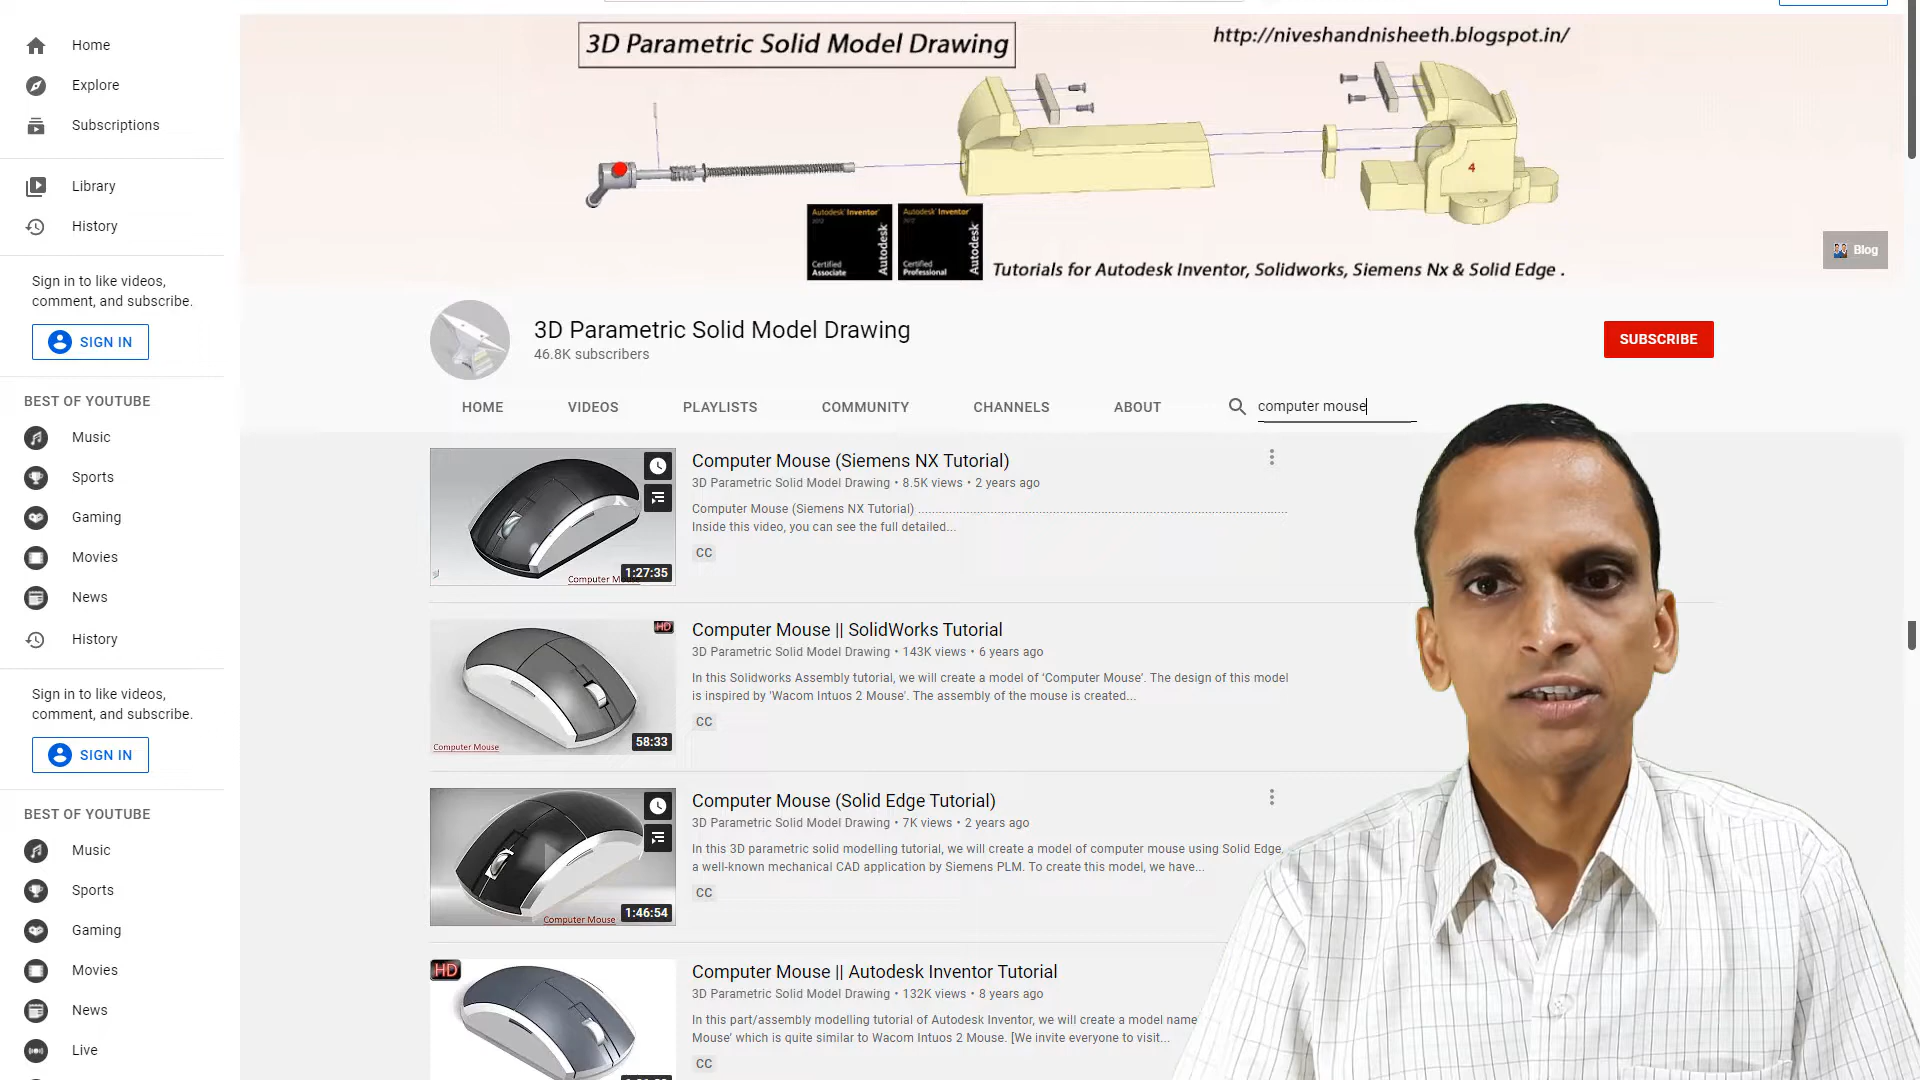 Home
Explore
Subscriptions
Library
History
Sign in to like videos,
comment, and subscribe.
SIGN IN
BEST OF YOUTUBE
Music
Sports
Gaming
Movies
News
History
Sign in to like videos,
comment, and subscribe.
SIGN IN
BEST OF YOUTUBE
Music
Sports
Gaming
Movies
News
Live
3D Parametric Solid Model Drawing
http://niveshandnisheeth.blogspot.in/
4
Autodesk Inventor
2012
Certified
Associate
Autodesk
Autodesk Inventor
2012
Certified
Professional
Autodesk
Tutorials for Autodesk Inventor, Solidworks, Siemens Nx & Solid Edge .
Blog
3D Parametric Solid Model Drawing
46.8K subscribers
SUBSCRIBE
HOME VIDEOS PLAYLISTS COMMUNITY CHANNELS ABOUT computer mouse
1:27:35
Computer Mouse (Siemens NX Tutorial)
3D Parametric Solid Model Drawing • 8.5K views • 2 years ago
Computer Mouse (Siemens NX Tutorial) ................................................................................
Inside this video, you can see the full detailed...
CC
HD
Computer Mouse
58:33
Computer Mouse || SolidWorks Tutorial
3D Parametric Solid Model Drawing • 143K views • 6 years ago
In this Solidworks Assembly tutorial, we will create a model of 'Computer Mouse'. The design of this model
is inspired by 'Wacom Intuos 2 Mouse'. The assembly of the mouse is created...
CC
Computer Mouse
1:46:54
Computer Mouse (Solid Edge Tutorial)
3D Parametric Solid Model Drawing • 7K views • 2 years ago
In this 3D parametric solid modelling tutorial, we will create a model of computer mouse using Solid Edge,
a well-known mechanical CAD application by Siemens PLM. To create this model, we have...
CC
HD
Computer Mouse || Autodesk Inventor Tutorial
3D Parametric Solid Model Drawing • 132K views • 8 years ago
In this part/assembly modelling tutorial of Autodesk Inventor, we will create a model name
Mouse' which is quite similar to Wacom Intuos 2 Mouse. [We invite everyone to visit...
CC